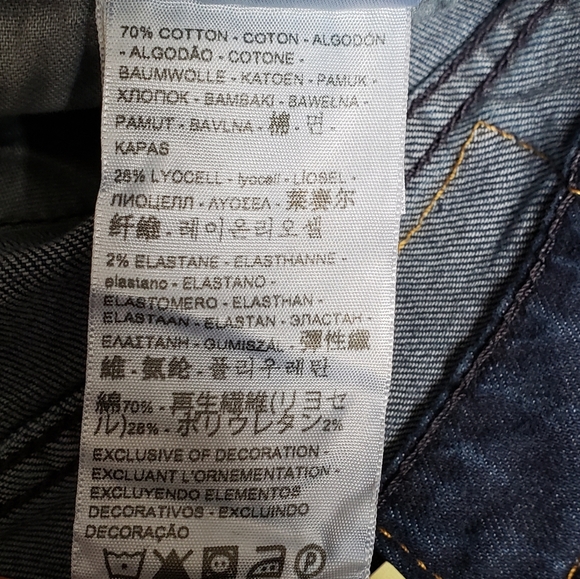 70% COTTON - COTON - ALGODÓN
- ALGODÃO - COTONE -
BAUMWOLLE - KATOEN - PAMUK -
ХЛОПОК - BAMBAKI - BAWEŁNA -
PAMUT - BAVLNA - 棉 - 면 -
KAPAS
28% LYOCELL - lyocell - LIOSEL -
ЛИОЦЕЛЛ - ΛΥΟΣΕΛ - 莱赛尔
纤维 - 레이온리오셀
2% ELASTANE - ELASTHANNE -
elastano - ELASTANO -
ELASTOMERO - ELASTHAN -
ELASTAAN - ELASTAN - ЭЛАСТАН -
ΕΛΑΣΤΑΝΗ - GUMISZÁL - 彈性纖
維 - 氨纶 - 폴리우레탄
綿70% - 再生繊維(リヨセ
ル)28% - ポリウレタン2%
EXCLUSIVE OF DECORATION -
EXCLUANT L'ORNEMENTATION -
EXCLUYENDO ELEMENTOS
DECORATIVOS - EXCLUINDO
DECORAÇÃO
P